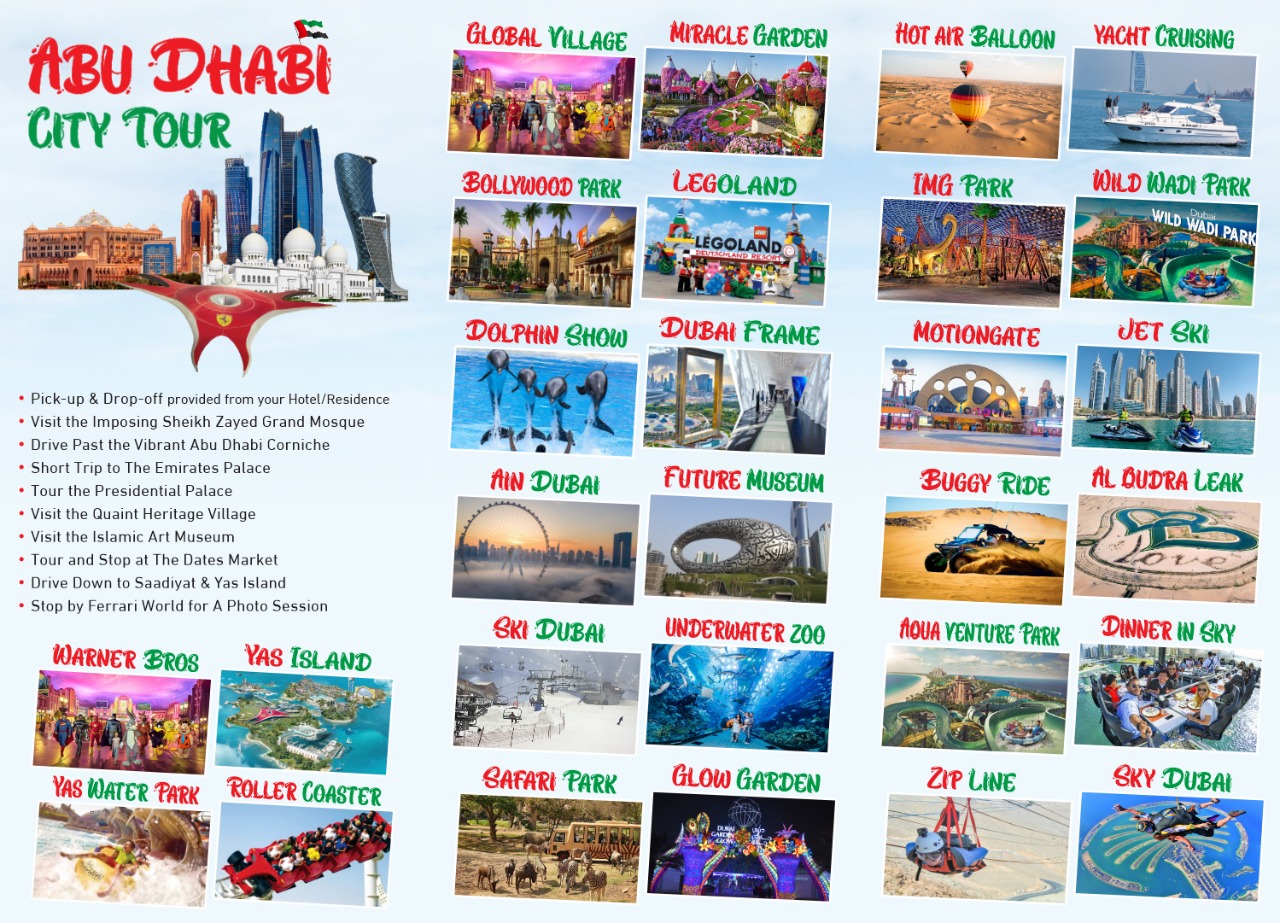 ABU DHABI
CITY TOUR
• Pick-up & Drop-off provided from your Hotel/Residence
• Visit the Imposing Sheikh Zayed Grand Mosque
• Drive Past the Vibrant Abu Dhabi Corniche
• Short Trip to The Emirates Palace
• Tour the Presidential Palace
• Visit the Quaint Heritage Village
• Visit the Islamic Art Museum
• Tour and Stop at The Dates Market
• Drive Down to Saadiyat & Yas Island
• Stop by Ferrari World for A Photo Session
WARNER BROS
YAS ISLAND
YAS WATER PARK
ROLLER COASTER
GLOBAL VILLAGE
MIRACLE GARDEN
BOLLYWOOD PARK
LEGOLAND
LEGO
LEGOLAND
DEUTSCHLAND RESORT
DOLPHIN SHOW
DUBAI FRAME
AIN DUBAI
FUTURE MUSEUM
SKI DUBAI
UNDERWATER ZOO
SAFARI PARK
GLOW GARDEN
DUBAI
GARDEN
GLOW
HOT AIR BALLOON
YACHT CRUISING
IMG PARK
WILD WADI PARK
Dubai
WILD WADI PARK
MOTIONGATE
JET SKI
BUGGY RIDE
AL QUDRA LEAK
Love
AQUA VENTURE PARK
DINNER IN SKY
ZIP LINE
SKY DUBAI